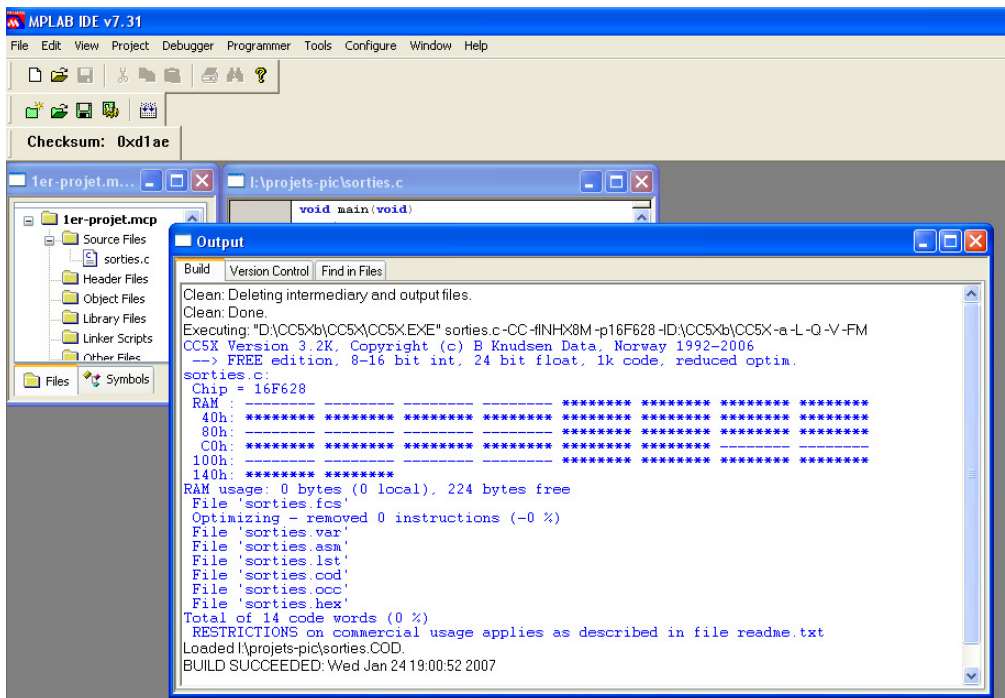 MPLAB IDE v7.31
File Edit View Project Debugger Programmer Tools Configure Window Help
Checksum: 0xd1ae
1er-projet.m...
1er-projet.mcp
Source Files
sorties.c
Header Files
Object Files
Library Files
Linker Scripts
Other Files
Files Symbols
I:\projets-pic\sorties.c
void main(void)
Output
Build Version Control Find in Files
Clean: Deleting intermediary and output files.
Clean: Done.
Executing: "D:\CC5Xb\CC5X\CC5X.EXE" sorties.c -CC -fINHX8M -p16F628 -ID:\CC5Xb\CC5X -a -L -Q -V -FM
CC5X Version 3.2K, Copyright (c) B Knudsen Data, Norway 1992-2006
--> FREE edition, 8-16 bit int, 24 bit float, 1k code, reduced optim.
sorties.c:
Chip = 16F628
RAM : -------- -------- -------- -------- ******** ******** ******** ********
40h: ******** ******** ******** ******** ******** ******** ******** ********
80h: -------- -------- -------- -------- ******** ******** ******** ********
C0h: ******** ******** ******** ******** ******** ******** -------- --------
100h: -------- -------- -------- -------- ******** ******** ******** ********
140h: ******** ********
RAM usage: 0 bytes (0 local), 224 bytes free
File 'sorties.fcs'
Optimizing - removed 0 instructions (-0 %)
File 'sorties.var'
File 'sorties.asm'
File 'sorties.lst'
File 'sorties.cod'
File 'sorties.occ'
File 'sorties.hex'
Total of 14 code words (0 %)
RESTRICTIONS on commercial usage applies as described in file readme.txt
Loaded I:\projets-pic\sorties.COD.
BUILD SUCCEEDED: Wed Jan 24 19:00:52 2007